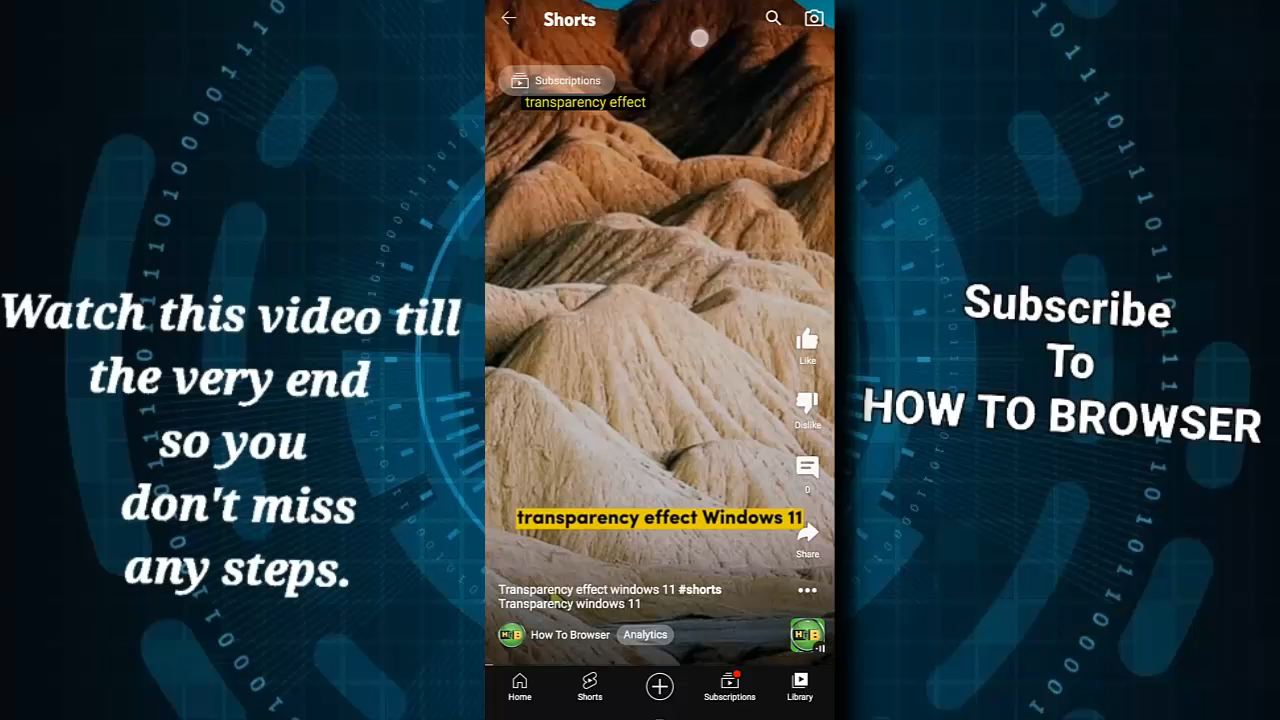 Watch this video till
the very end
so you
don't miss
any steps.
Shorts
Subscriptions
transparency effect
Like
Dislike
0
transparency effect Windows 11
Share
Transparency effect windows 11 #shorts
Transparency windows 11
How To Browser
Analytics
Home
Shorts
Subscriptions
Library
Subscribe
To
HOW TO BROWSER